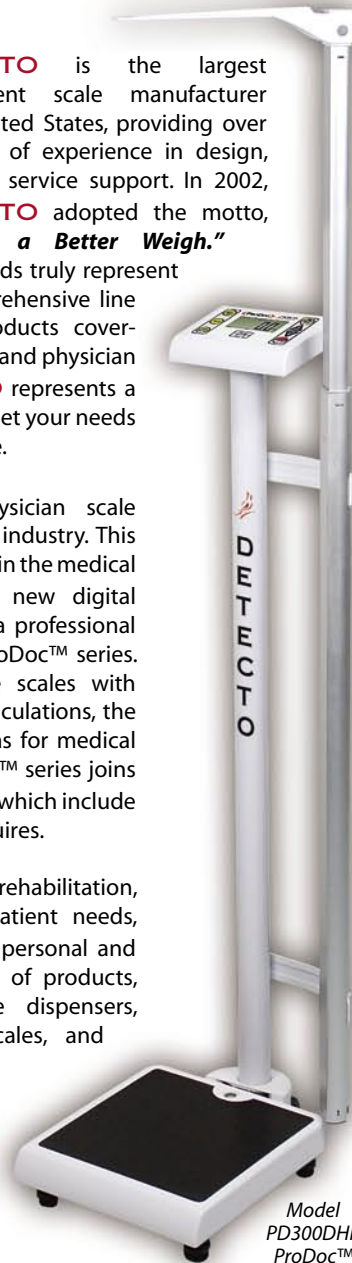 TO is the largest
ent scale manufacturer
ited States, providing over
of experience in design,
service support. In 2002,
TO adopted the motto,
a Better Weigh.”
ds truly represent
rehensive line
oducts cover-
and physician
represents a
et your needs
e.
ysician scale
industry. This
in the medical
new digital
a professional
oDoc™ series.
scales with
culations, the
ns for medical
™ series joins
which include
uires.
rehabilitation,
atient needs,
personal and
of products,
e dispensers,
cales, and
DETECTO
Model
PD300DH
ProDoc™